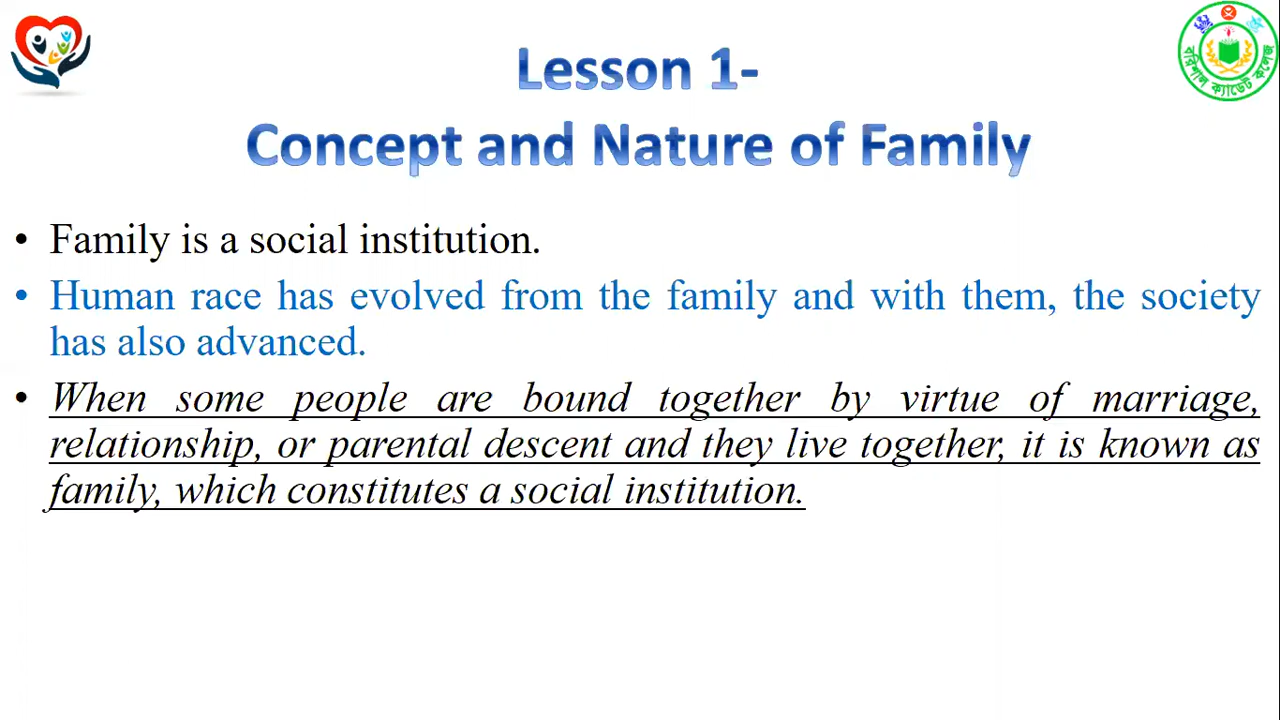 Lesson 1-
Concept and Nature of Family
বরিশাল ক্যাডেট কলেজ
• Family is a social institution.
• Human race has evolved from the family and with them, the society
has also advanced.
• When some people are bound together by virtue of marriage,
relationship, or parental descent and they live together, it is known as
family, which constitutes a social institution.